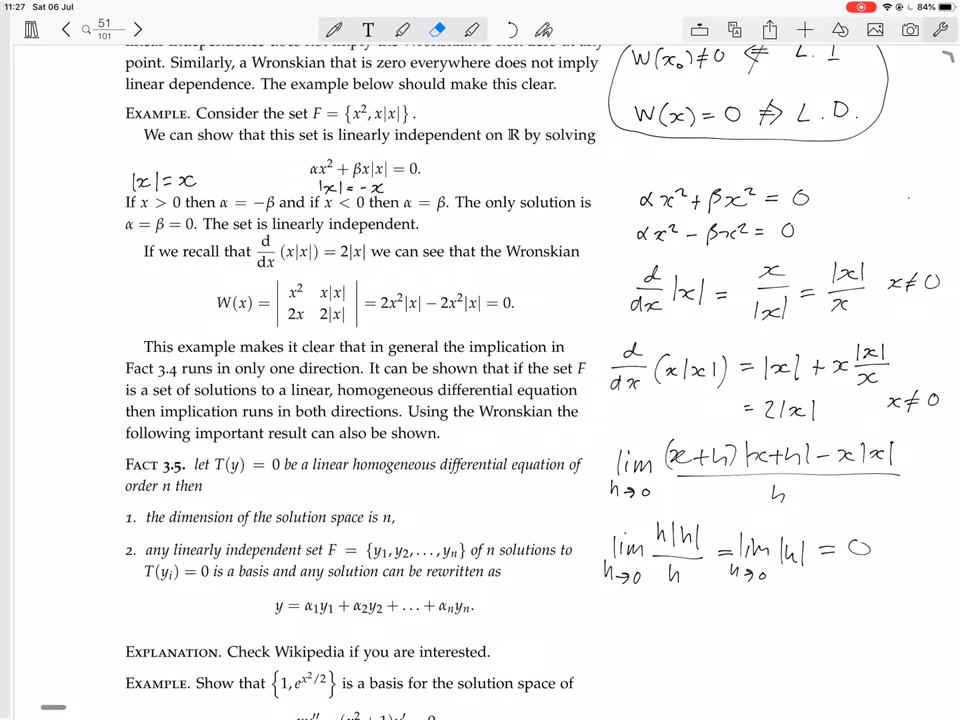 11:27 Sat 06 Jul
84%
51
101
T
point. Similarly, a Wronskian that is zero everywhere does not imply
linear dependence. The example below should make this clear.
EXAMPLE. Consider the set F = {x², x|x|}.
We can show that this set is linearly independent on ℝ by solving
αx² + βx|x| = 0.
|x| = x
|x| = -x
If x > 0 then α = −β and if x < 0 then α = β. The only solution is
α = β = 0. The set is linearly independent.
If we recall that d/dx (x|x|) = 2|x| we can see that the Wronskian
W(x) = | x² x|x| ; 2x 2|x| | = 2x²|x| − 2x²|x| = 0.
This example makes it clear that in general the implication in
Fact 3.4 runs in only one direction. It can be shown that if the set F
is a set of solutions to a linear, homogeneous differential equation
then implication runs in both directions. Using the Wronskian the
following important result can also be shown.
FACT 3.5. let T(y) = 0 be a linear homogeneous differential equation of
order n then
1. the dimension of the solution space is n,
2. any linearly independent set F = {y₁, y₂, . . . , yₙ} of n solutions to
T(yᵢ) = 0 is a basis and any solution can be rewritten as
y = α₁y₁ + α₂y₂ + . . . + αₙyₙ.
EXPLANATION. Check Wikipedia if you are interested.
EXAMPLE. Show that {1, e^{x²/2}} is a basis for the solution space of
W(x₀) ≠ 0 ⇍ L. I
W(x) = 0 ⇏ L. D.
αx² + βx² = 0
αx² − βx² = 0
d/dx |x| = x/|x| = |x|/x x ≠ 0
d/dx (x|x|) = |x| + x |x|/x
= 2|x| x ≠ 0
lim h→0 (x+h)|x+h| − x|x| / h
lim h→0 h|h|/h = lim h→0 |h| = 0